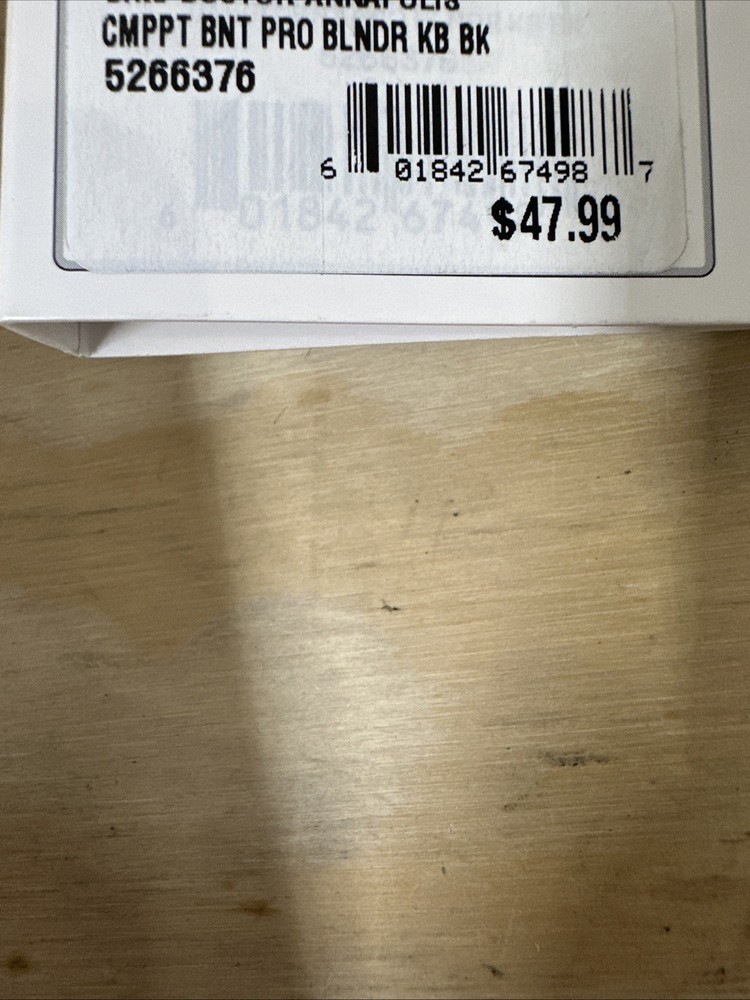 CMPPT BNT PRO BLNDR KB BK
5266376
6 01842 67498 7
$47.99